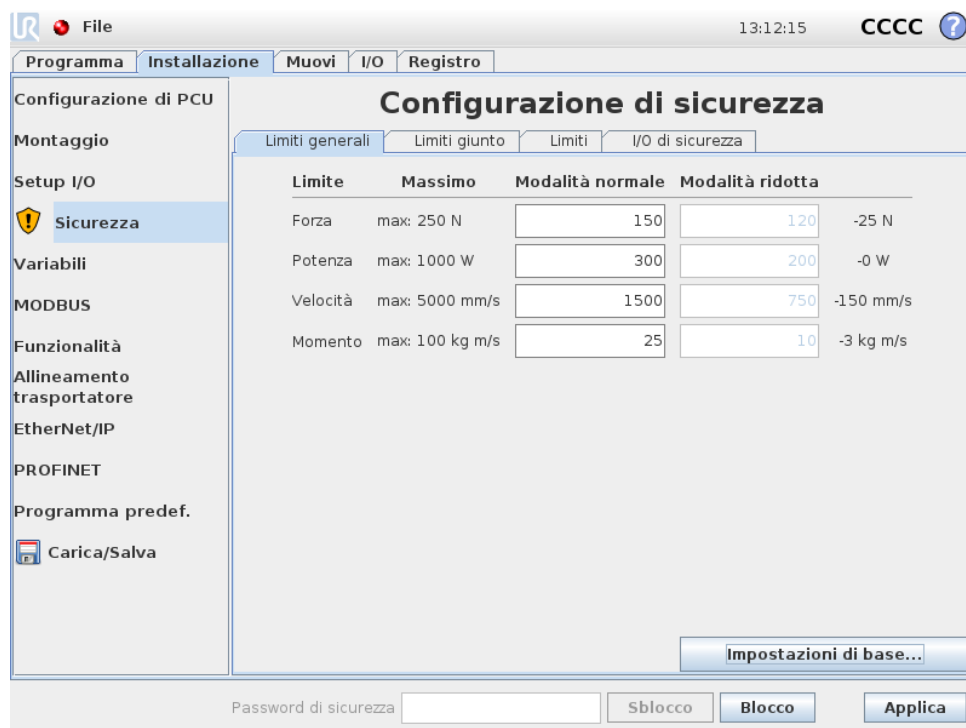 UR File 13:12:15 CCCC ?
Programma Installazione Muovi I/O Registro
Configurazione di PCU
Montaggio
Setup I/O
Sicurezza
Variabili
MODBUS
Funzionalità
Allineamento
trasportatore
EtherNet/IP
PROFINET
Programma predef.
Carica/Salva
Configurazione di sicurezza
Limiti generali Limiti giunto Limiti I/O di sicurezza
Limite Massimo Modalità normale Modalità ridotta
Forza max: 250 N 150 120 -25 N
Potenza max: 1000 W 300 200 -0 W
Velocità max: 5000 mm/s 1500 750 -150 mm/s
Momento max: 100 kg m/s 25 10 -3 kg m/s
Impostazioni di base...
Password di sicurezza Sblocco Blocco Applica